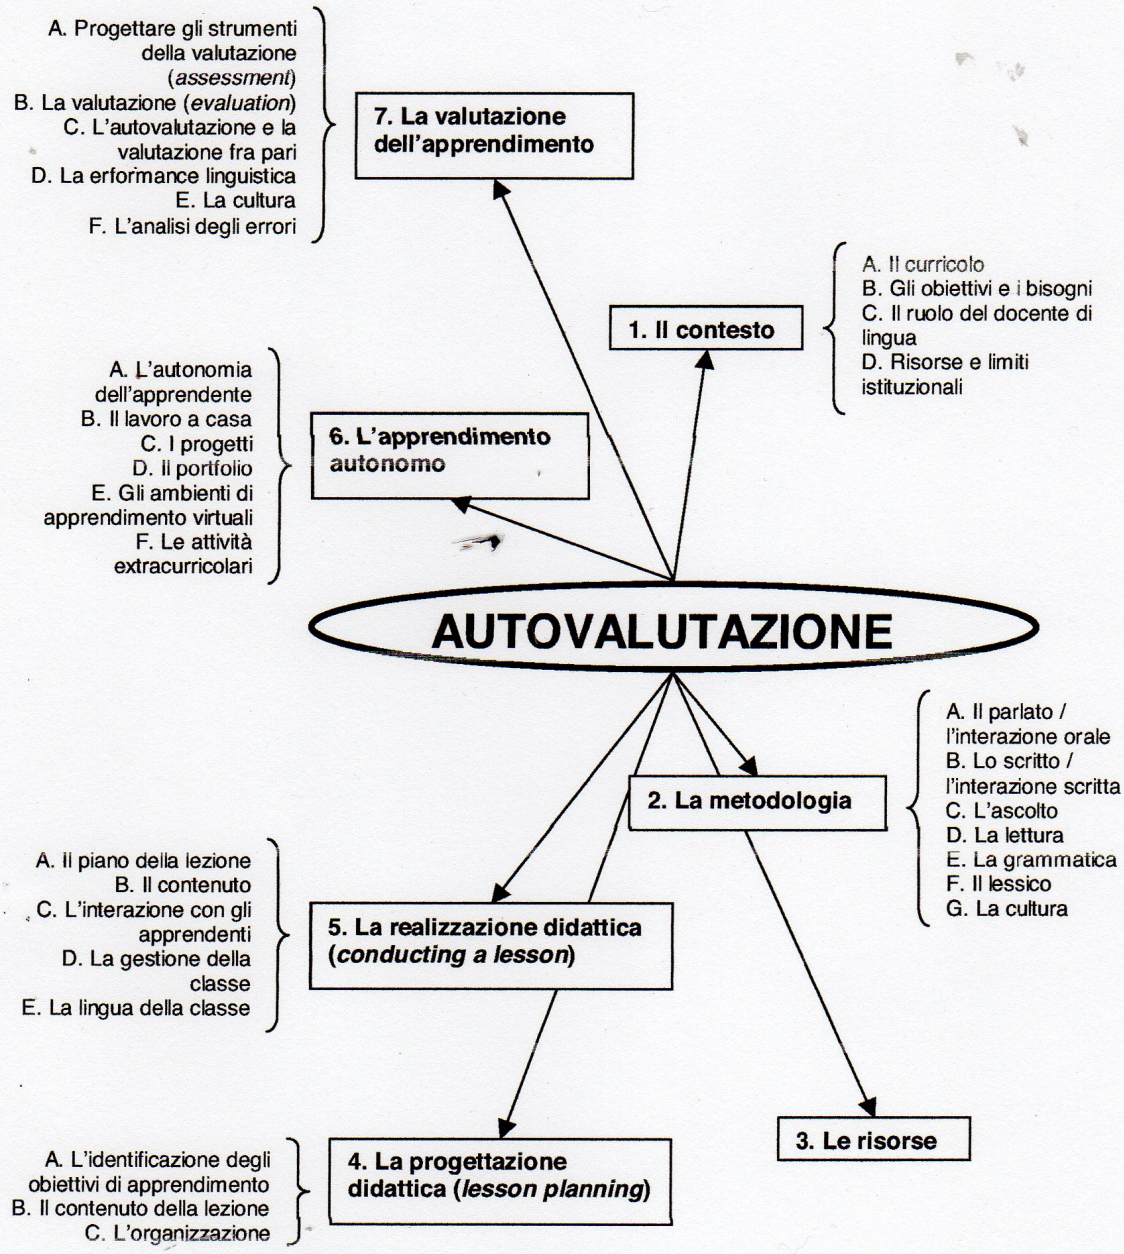 A. Progettare gli strumenti
della valutazione
(assessment)
B. La valutazione (evaluation)
C. L'autovalutazione e la
valutazione fra pari
D. La erformance linguistica
E. La cultura
F. L'analisi degli errori
7. La valutazione
dell'apprendimento
1. Il contesto
A. Il curricolo
B. Gli obiettivi e i bisogni
C. Il ruolo del docente di
lingua
D. Risorse e limiti
istituzionali
A. L'autonomia
dell'apprendente
B. Il lavoro a casa
C. I progetti
D. Il portfolio
E. Gli ambienti di
apprendimento virtuali
F. Le attività
extracurricolari
6. L'apprendimento
autonomo
AUTOVALUTAZIONE
2. La metodologia
A. Il parlato /
l'interazione orale
B. Lo scritto /
l'interazione scritta
C. L'ascolto
D. La lettura
E. La grammatica
F. Il lessico
G. La cultura
A. Il piano della lezione
B. Il contenuto
C. L'interazione con gli
apprendenti
D. La gestione della
classe
E. La lingua della classe
5. La realizzazione didattica
(conducting a lesson)
3. Le risorse
A. L'identificazione degli
obiettivi di apprendimento
B. Il contenuto della lezione
C. L'organizzazione
4. La progettazione
didattica (lesson planning)